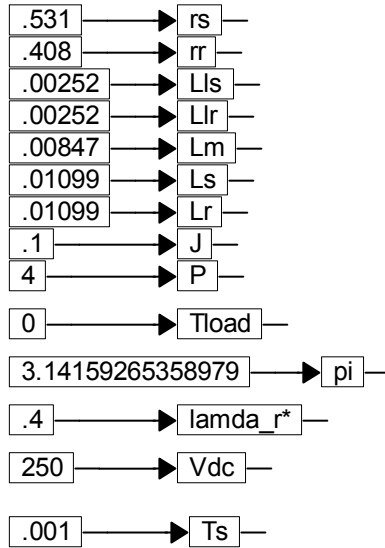 .531 rs
.408 rr
.00252 Lls
.00252 Llr
.00847 Lm
.01099 Ls
.01099 Lr
.1 J
4 P
0 Tload
3.14159265358979 pi
.4 lamda_r*
250 Vdc
.001 Ts